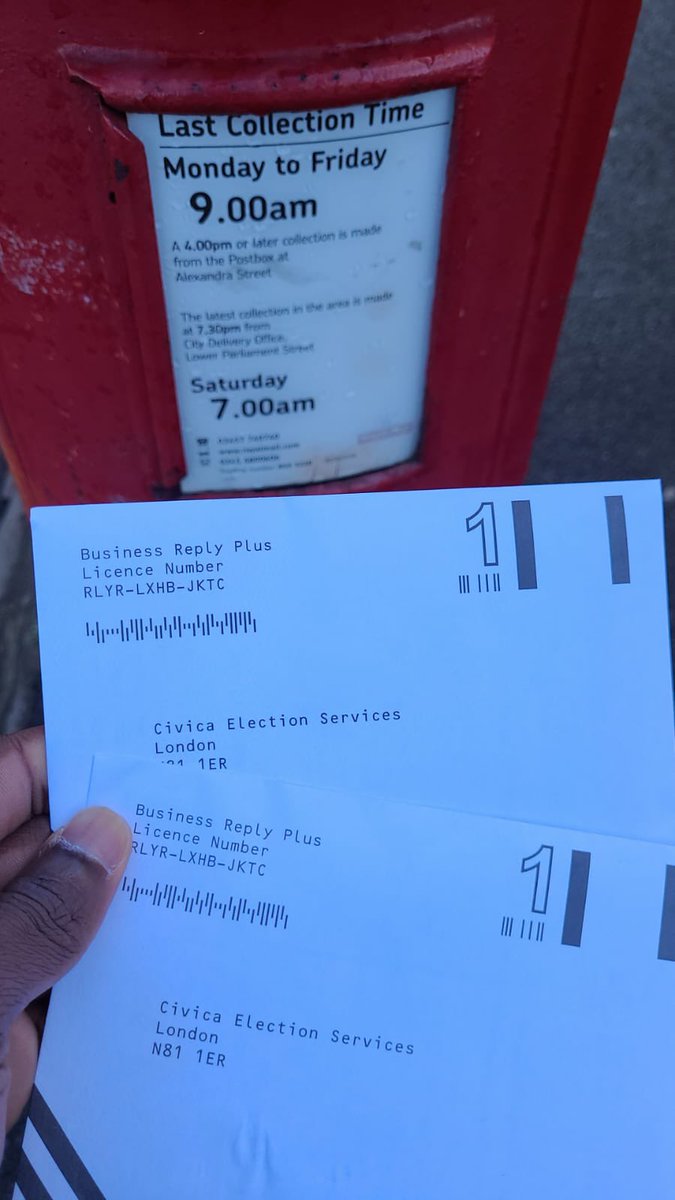 Last Collection Time
Monday to Friday
9.00am
A 4.00pm or later collection is made
from the Postbox at
Alexandra Street
The latest collection in the area is made
at 7.30pm from
City Delivery Office,
Lower Parliament Street
Saturday
7.00am
Business Reply Plus
Licence Number
RLYR-LXHB-JKTC
1
Civica Election Services
London
1ER
Business Reply Plus
Licence Number
RLYR-LXHB-JKTC
1
Civica Election Services
London
N81 1ER